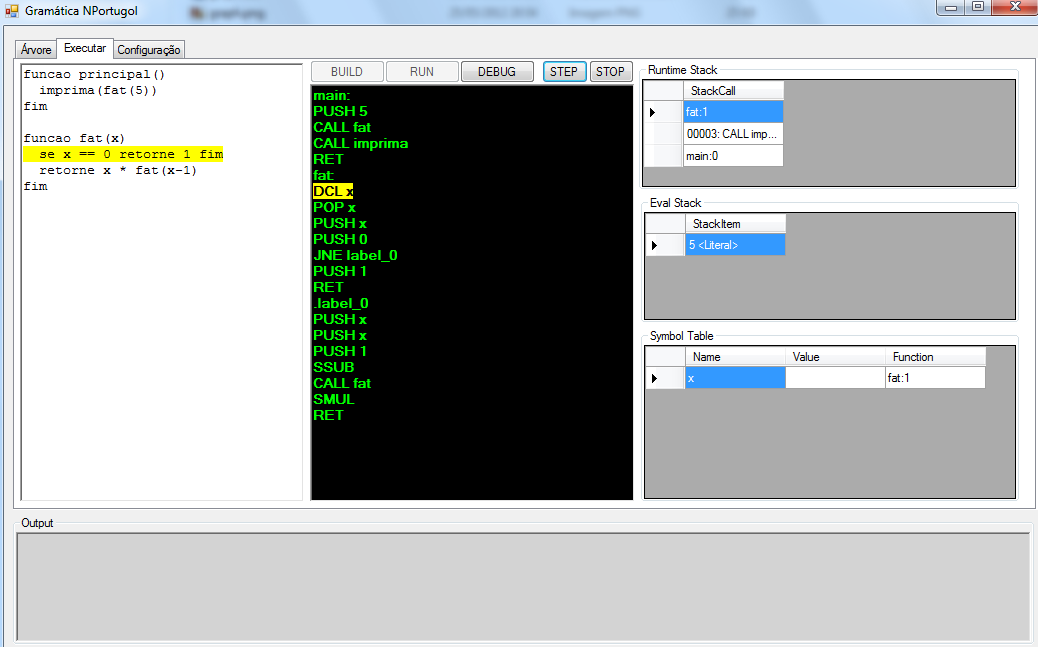 Gramática NPortugol
Árvore Executar Configuração
funcao principal()
  imprima(fat(5))
fim
funcao fat(x)
  se x == 0 retorne 1 fim
  retorne x * fat(x-1)
fim
BUILD RUN DEBUG STEP STOP
main:
PUSH 5
CALL fat
CALL imprima
RET
fat:
DCL x
POP x
PUSH x
PUSH 0
JNE label_0
PUSH 1
RET
.label_0
PUSH x
PUSH x
PUSH 1
SSUB
CALL fat
SMUL
RET
Runtime Stack
StackCall
fat:1
00003: CALL imp...
main:0
Eval Stack
StackItem
5 <Literal>
Symbol Table
Name Value Function
x fat:1
Output